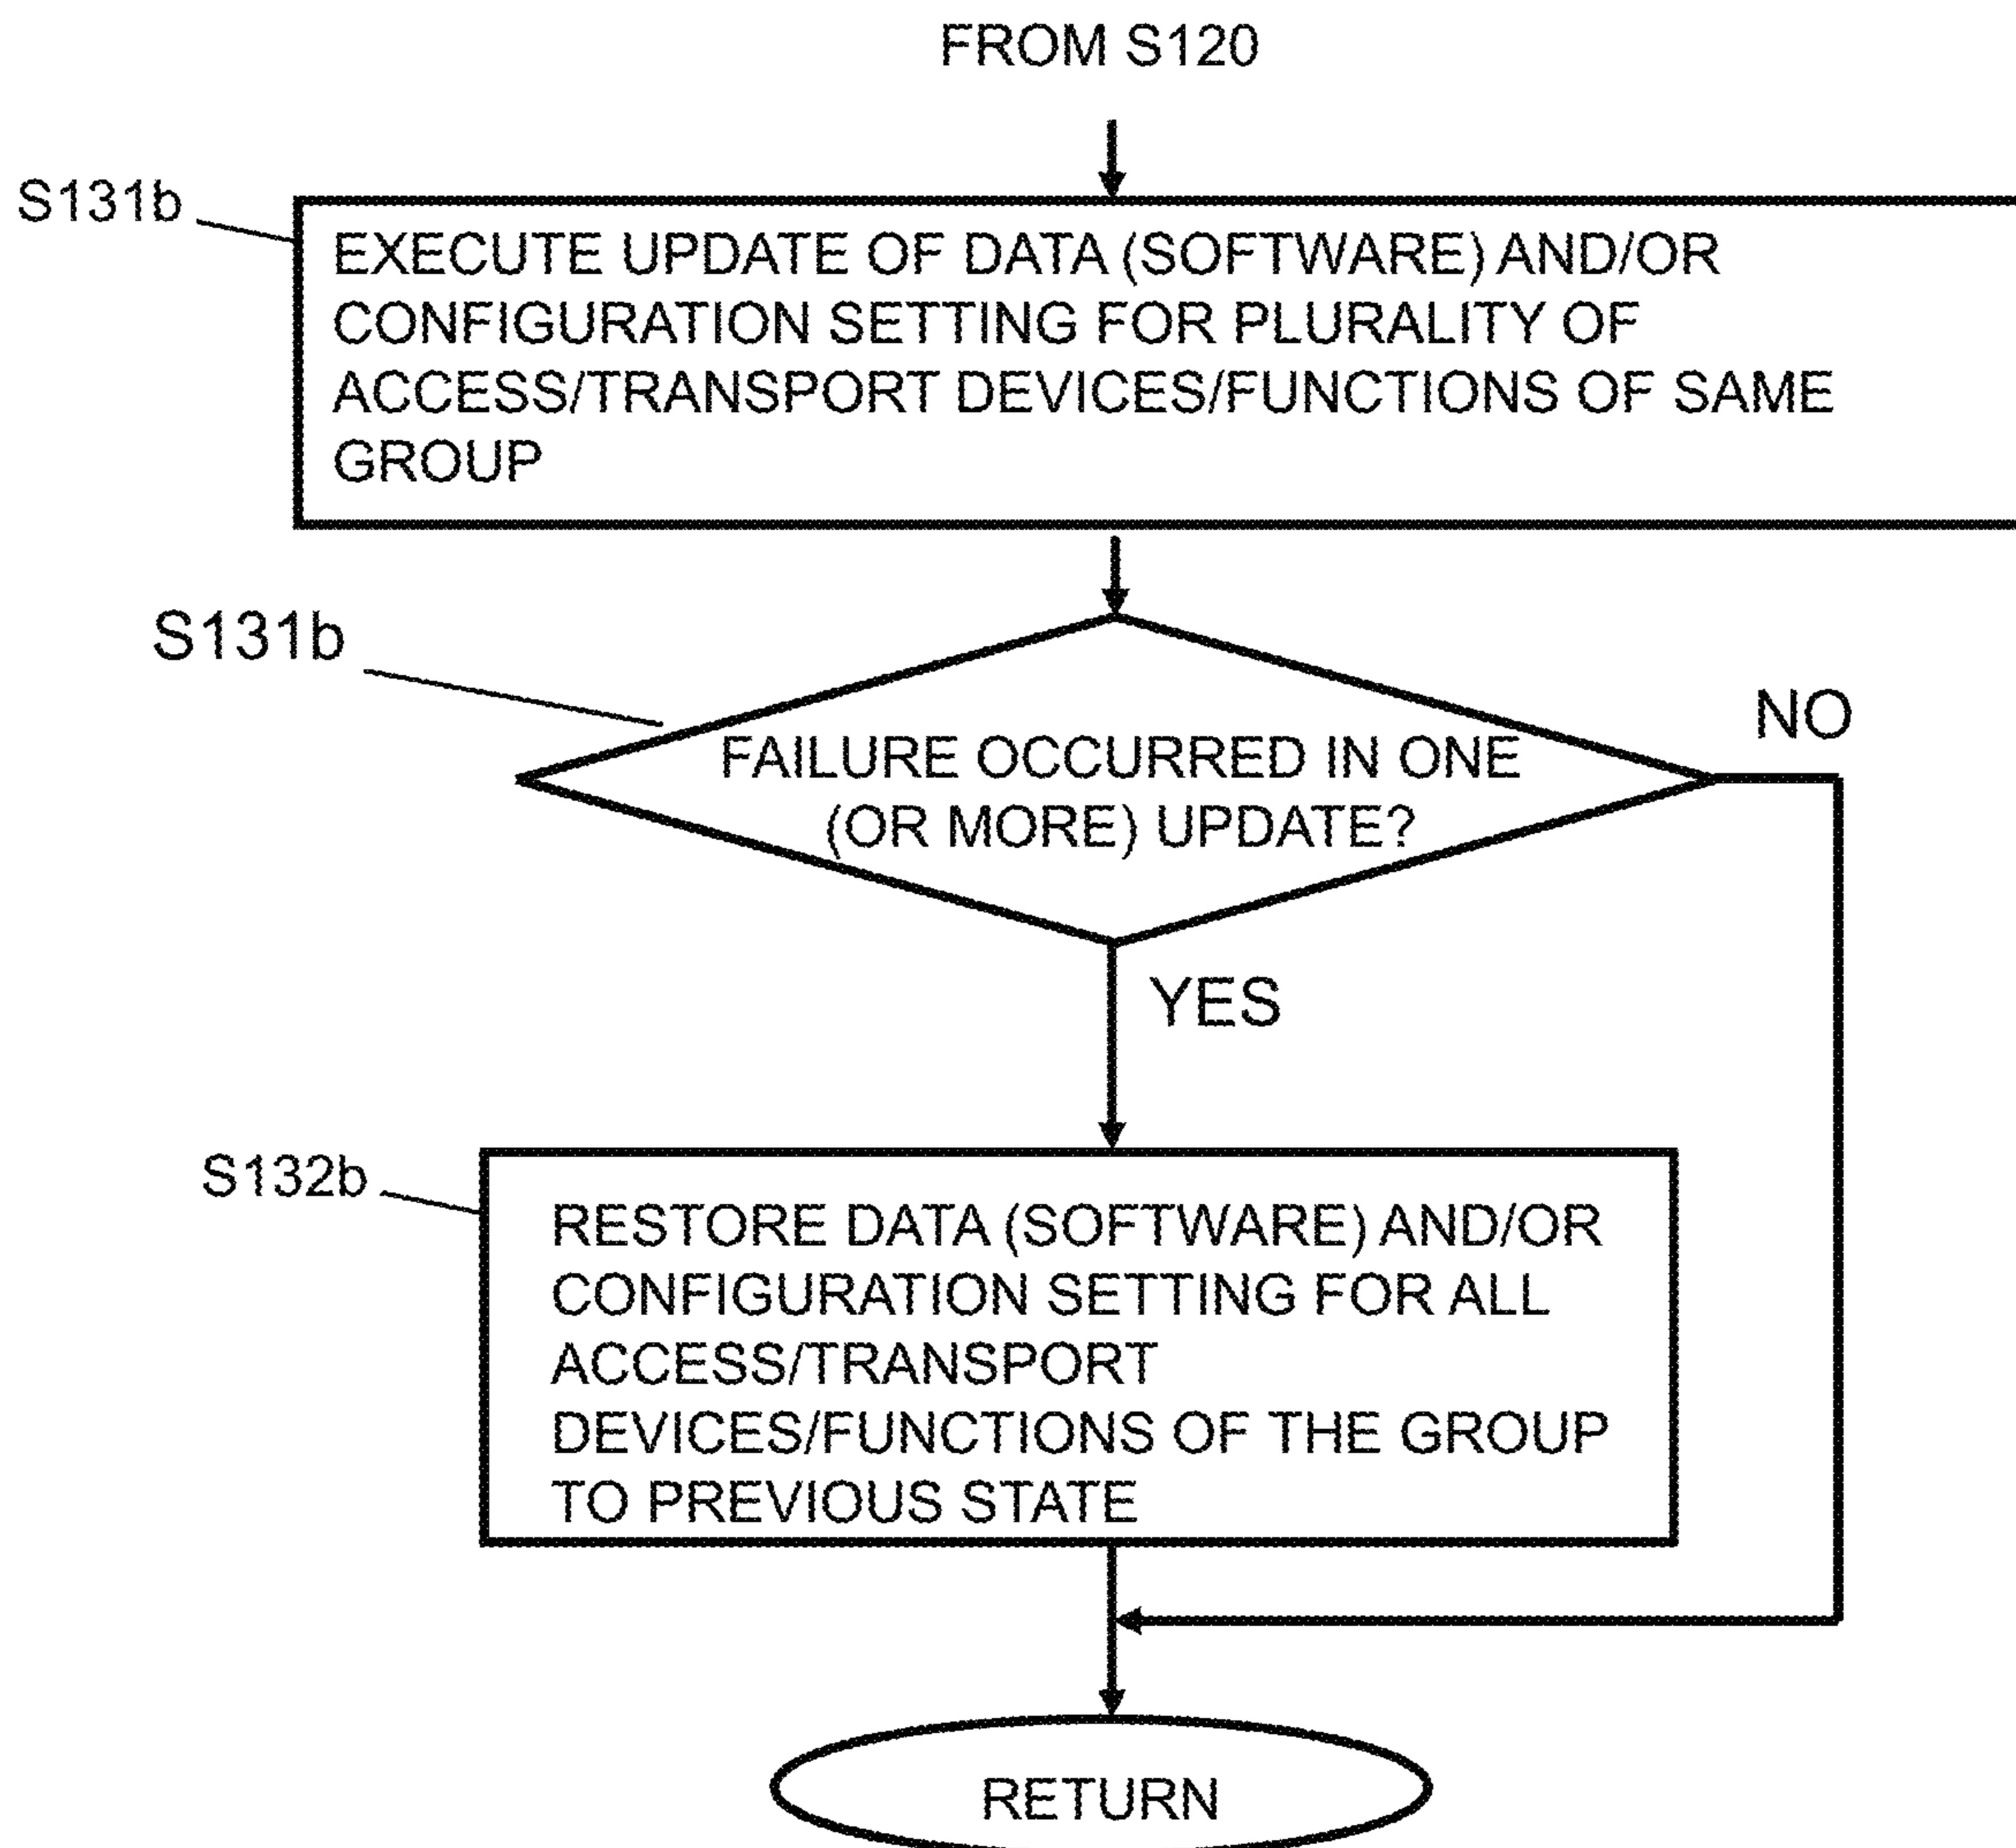 FROM S120
S131b
EXECUTE UPDATE OF DATA (SOFTWARE) AND/OR
CONFIGURATION SETTING FOR PLURALITY OF
ACCESS/TRANSPORT DEVICES/FUNCTIONS OF SAME
GROUP
S131b
FAILURE OCCURRED IN ONE
(OR MORE) UPDATE?
NO
YES
S132b
RESTORE DATA (SOFTWARE) AND/OR
CONFIGURATION SETTING FOR ALL
ACCESS/TRANSPORT
DEVICES/FUNCTIONS OF THE GROUP
TO PREVIOUS STATE
RETURN